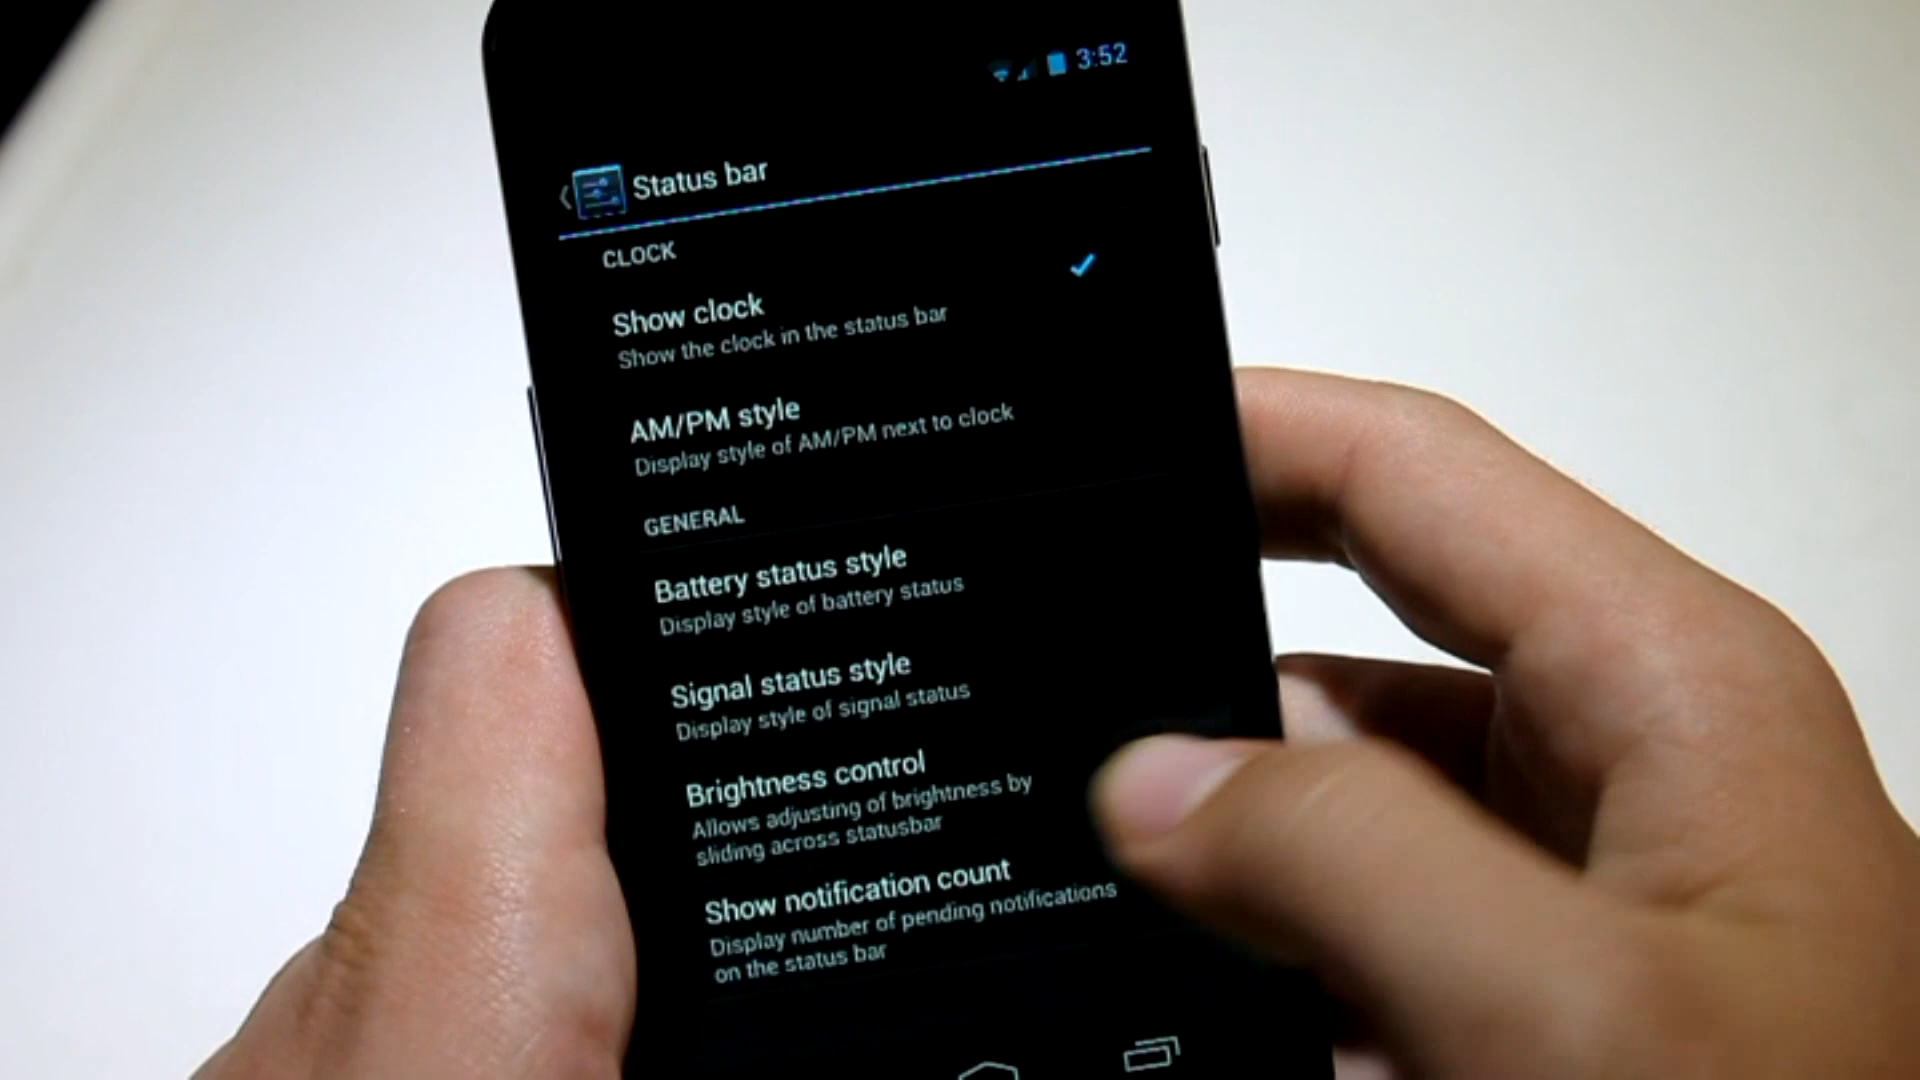 3:52
Status bar
CLOCK
Show clock
Show the clock in the status bar
AM/PM style
Display style of AM/PM next to clock
GENERAL
Battery status style
Display style of battery status
Signal status style
Display style of signal status
Brightness control
Allows adjusting of brightness by
sliding across statusbar
Show notification count
Display number of pending notifications
on the status bar